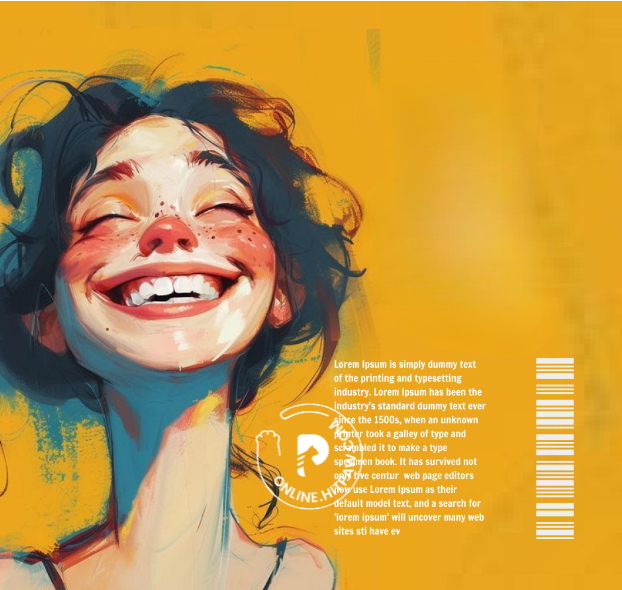 Lorem Ipsum is simply dummy text
of the printing and typesetting
industry. Lorem Ipsum has been the
industry's standard dummy text ever
since the 1500s, when an unknown
printer took a galley of type and
scrambled it to make a type
specimen book. It has survived not
only five centur web page editors
now use Lorem Ipsum as their
default model text, and a search for
'lorem ipsum' will uncover many web
sites sti have ev
P